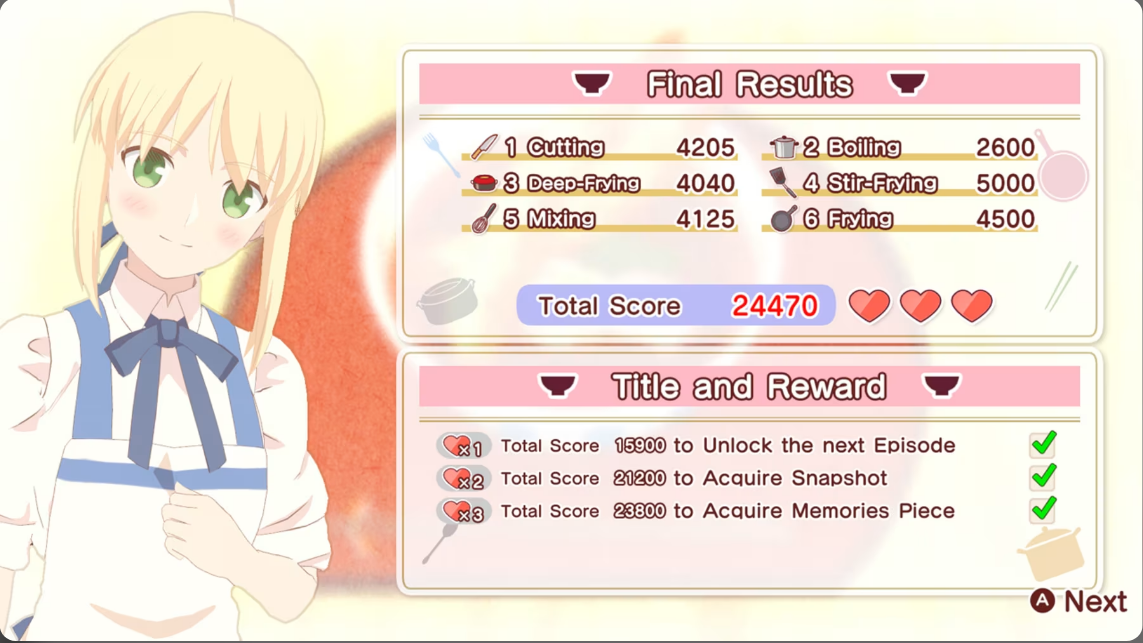 Final Results
1 Cutting 4205 2 Boiling 2600
3 Deep-Frying 4040 4 Stir-Frying 5000
5 Mixing 4125 6 Frying 4500
Total Score 24470
Title and Reward
×1 Total Score 15900 to Unlock the next Episode
×2 Total Score 21200 to Acquire Snapshot
×3 Total Score 23800 to Acquire Memories Piece
A Next